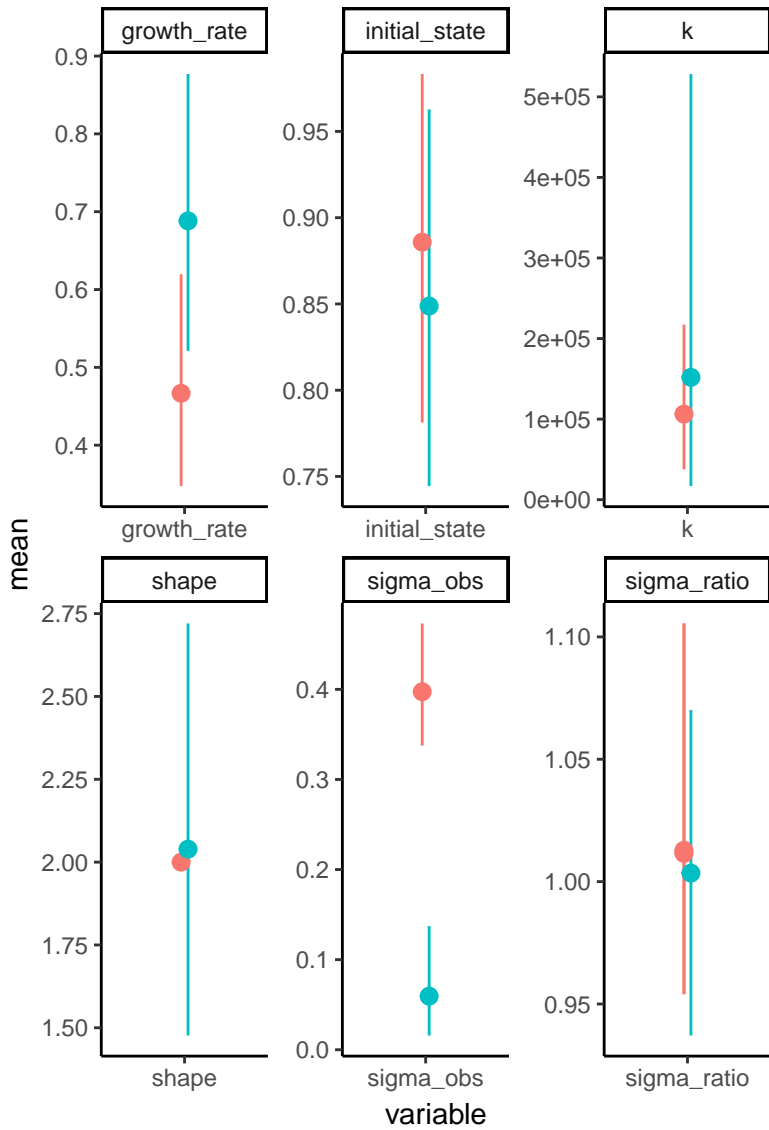 growth_rate
initial_state
k
0.9
0.8
0.7
0.6
0.5
0.4
0.95
0.90
0.85
0.80
0.75
5e+05
4e+05
3e+05
2e+05
1e+05
0e+00
growth_rate
initial_state
k
mean
shape
sigma_obs
sigma_ratio
2.75
2.50
2.25
2.00
1.75
1.50
0.4
0.3
0.2
0.1
0.0
1.10
1.05
1.00
0.95
shape
sigma_obs
sigma_ratio
variable